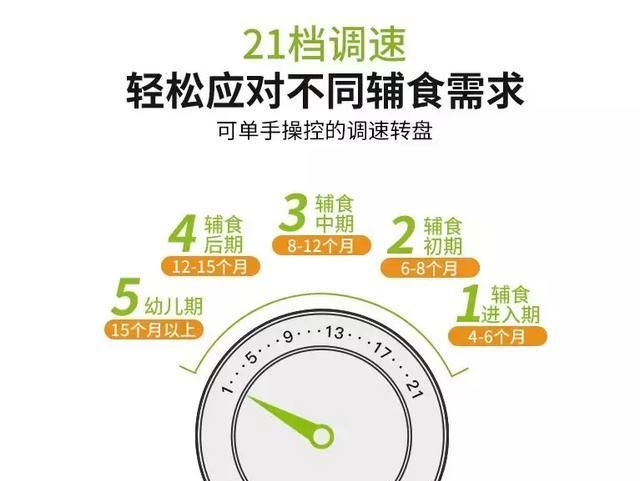 21档调速
轻松应对不同辅食需求
可单手操控的调速转盘
5 幼儿期
15个月以上
4 辅食
后期
12-15个月
3 辅食
中期
8-12个月
2 辅食
初期
6-8个月
1 辅食
进入期
4-6个月
1···5···9···13···17···21